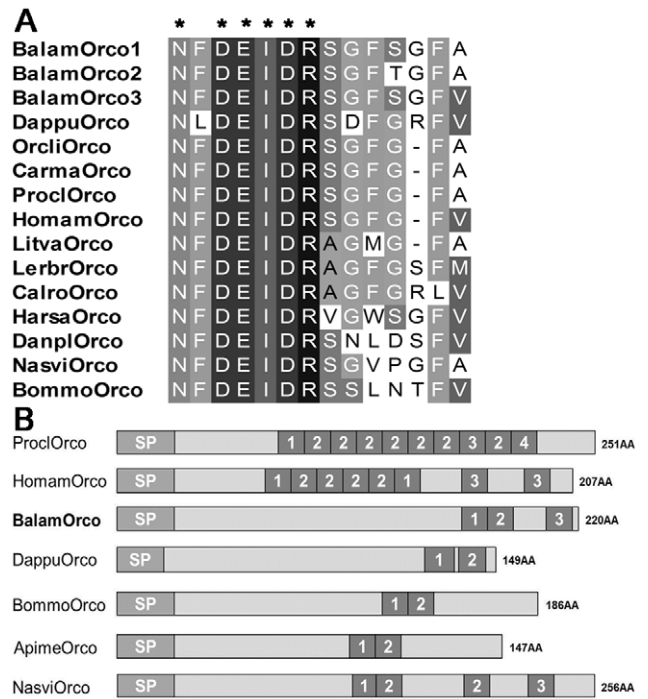 A
* * * * * *
BalamOrco1 N F D E I D R S G F S G F A
BalamOrco2 N F D E I D R S G F T G F A
BalamOrco3 N F D E I D R S G F S G F V
DappuOrco N L D E I D R S D F G R F V
OrcliOrco N F D E I D R S G F G - F A
CarmaOrco N F D E I D R S G F G - F A
ProclOrco N F D E I D R S G F G - F A
HomamOrco N F D E I D R S G F G - F V
LitvaOrco N F D E I D R A G M G - F A
LerbrOrco N F D E I D R A G F G S F M
CalroOrco N F D E I D R A G F G R L V
HarsaOrco N F D E I D R V G W S G F V
DanplOrco N F D E I D R S N L D S F V
NasviOrco N F D E I D R S G V P G F A
BommoOrco N F D E I D R S S L N T F V
B
ProclOrco SP 1 2 2 2 2 2 2 3 2 4 251AA
HomamOrco SP 1 2 2 2 2 1 3 3 207AA
BalamOrco SP 1 2 3 220AA
DappuOrco SP 1 2 149AA
BommoOrco SP 1 2 186AA
ApimeOrco SP 1 2 147AA
NasviOrco SP 1 2 2 3 256AA